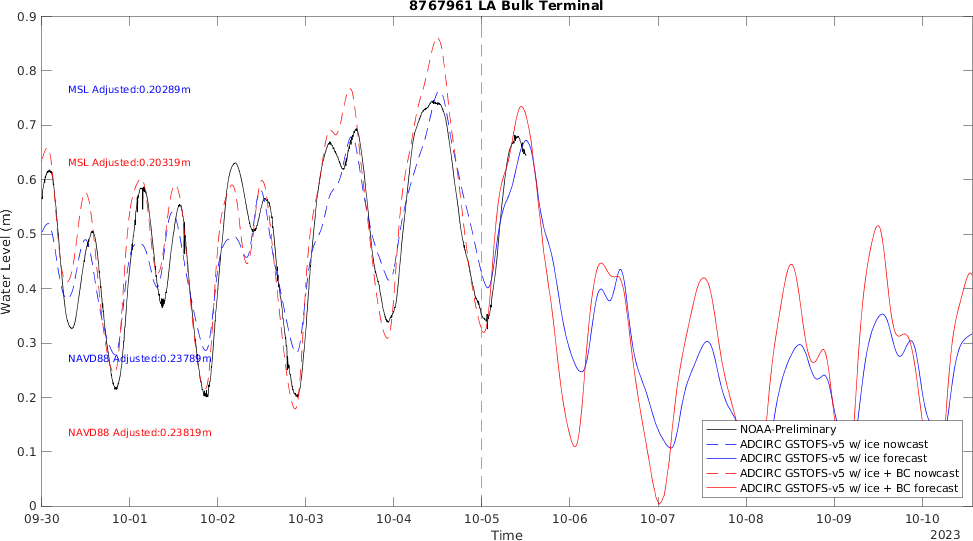 8767961 LA Bulk Terminal
0.9
0.8
0.7
0.6
0.5
0.4
0.3
0.2
0.1
0
Water Level (m)
MSL Adjusted:0.20289m
MSL Adjusted:0.20319m
NAVD88 Adjusted:0.23789m
NAVD88 Adjusted:0.23819m
NOAA-Preliminary
ADCIRC GSTOFS-v5 w/ ice nowcast
ADCIRC GSTOFS-v5 w/ ice forecast
ADCIRC GSTOFS-v5 w/ ice + BC nowcast
ADCIRC GSTOFS-v5 w/ ice + BC forecast
09-30 10-01 10-02 10-03 10-04 10-05 10-06 10-07 10-08 10-09 10-10
Time
2023